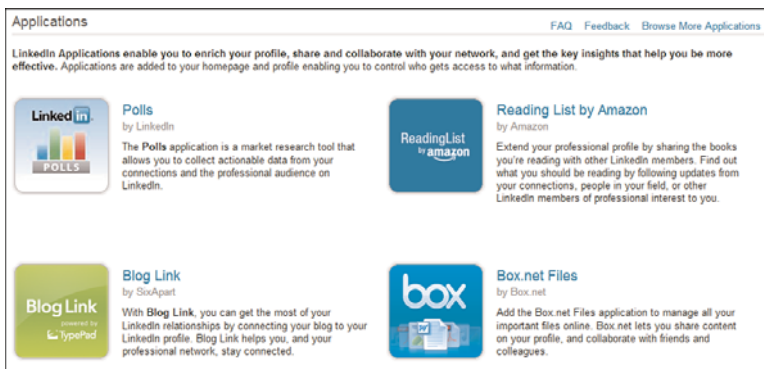 Applications
FAQ Feedback Browse More Applications
LinkedIn Applications enable you to enrich your profile, share and collaborate with your network, and get the key insights that help you be more
effective. Applications are added to your homepage and profile enabling you to control who gets access to what information.
Linked in
POLLS
Polls
by LinkedIn
The Polls application is a market research tool that
allows you to collect actionable data from your
connections and the professional audience on
LinkedIn.
ReadingList
by amazon
Reading List by Amazon
by Amazon
Extend your professional profile by sharing the books
you're reading with other LinkedIn members. Find out
what you should be reading by following updates from
your connections, people in your field, or other
LinkedIn members of professional interest to you.
Blog Link
powered by
TypePad
Blog Link
by SixApart
With Blog Link, you can get the most of your
LinkedIn relationships by connecting your blog to your
LinkedIn profile. Blog Link helps you, and your
professional network, stay connected.
box
Box.net Files
by Box.net
Add the Box.net Files application to manage all your
important files online. Box.net lets you share content
on your profile, and collaborate with friends and
colleagues.